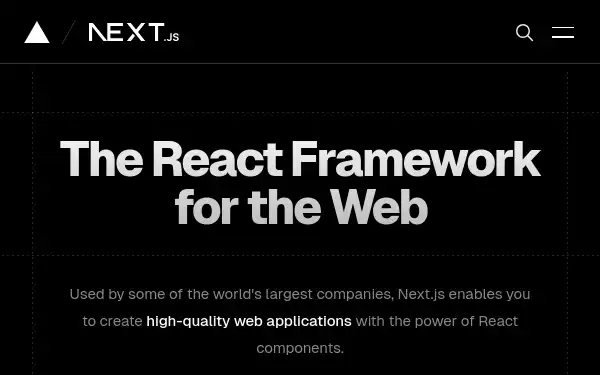 NEXT.JS
The React Framework
for the Web
Used by some of the world's largest companies, Next.js enables you
to create high-quality web applications with the power of React
components.